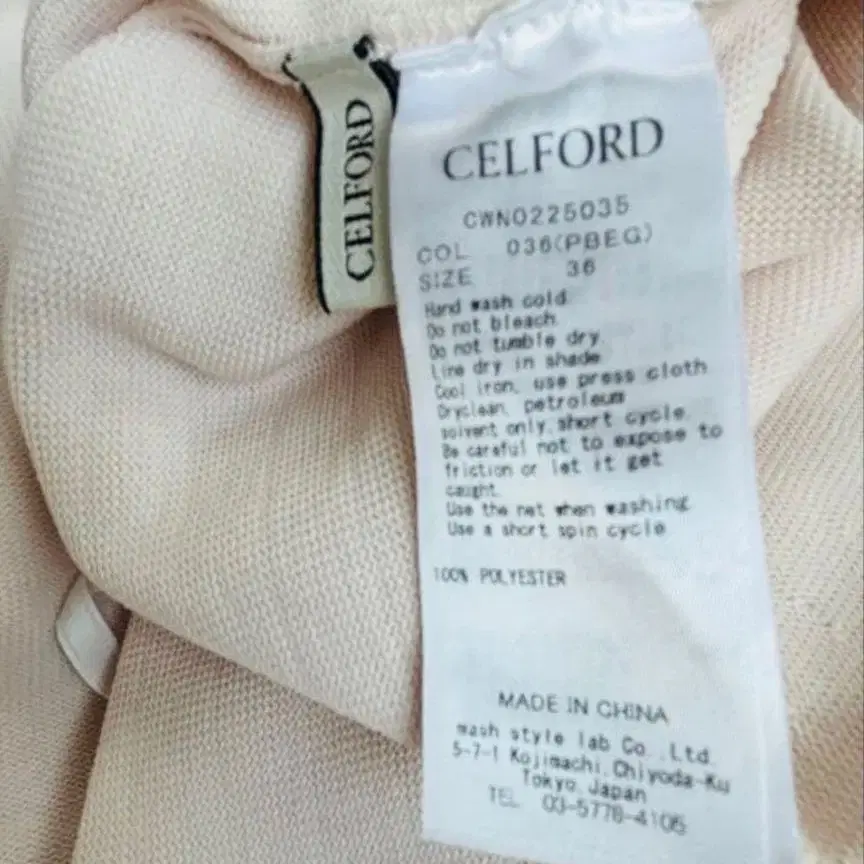 CELFORD
CELFORD
CWN0225035
COL 036(PBEG)
SIZE 36
Hand wash cold
Do not bleach.
Do not tumble dry.
Line dry in shade
Cool iron, use press cloth
Dryclean, petroleum
solvent only, short cycle.
Be careful not to expose to
friction or let it get
caught.
Use the net when washing
Use a short spin cycle
100% POLYESTER
MADE IN CHINA
mash style lab Co.,Ltd.
5-7-1 Kojimachi,Chiyoda-Ku
Tokyo,Japan
TEL 03-5778-4106